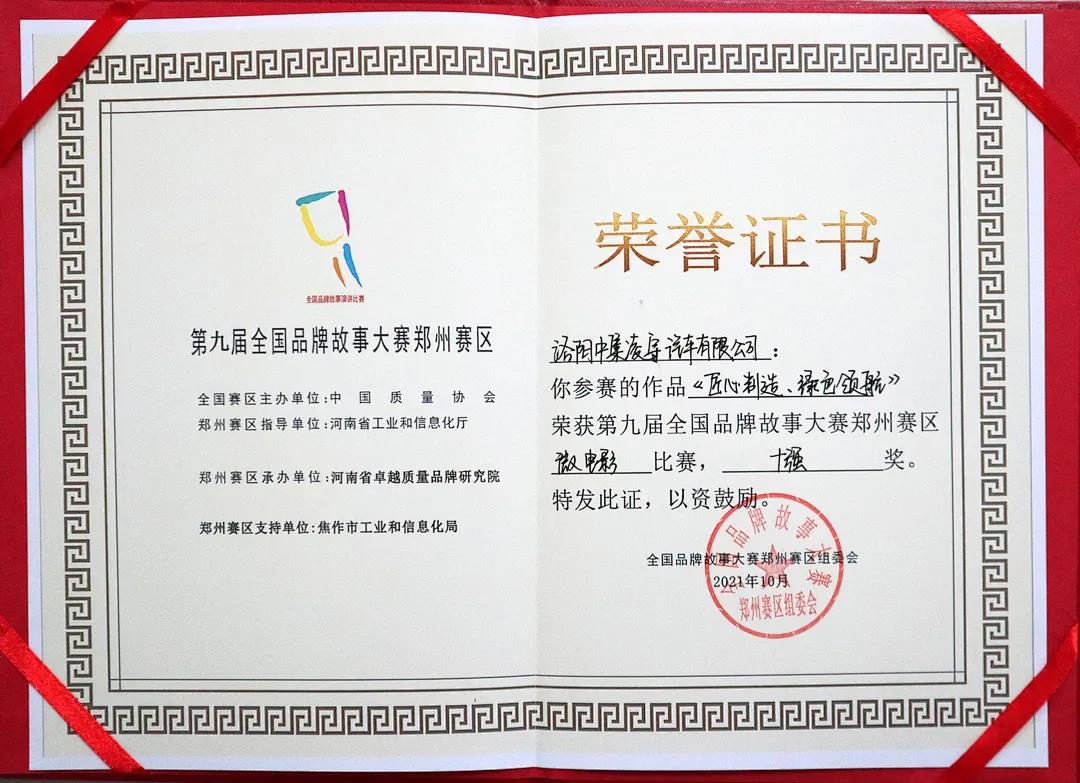 全国品牌故事演讲比赛
第九届全国品牌故事大赛郑州赛区
全国赛区主办单位:中国质量协会
郑州赛区指导单位:河南省工业和信息化厅
郑州赛区承办单位:河南省卓越质量品牌研究院
郑州赛区支持单位:焦作市工业和信息化局
荣誉证书
洛阳中集凌宇汽车有限公司：
你参赛的作品《匠心制造、绿色领航》
荣获第九届全国品牌故事大赛郑州赛区
微电影比赛，十强奖。
特发此证，以资鼓励。
全国品牌故事大赛郑州赛区组委会
2021年10月
全国品牌故事大赛
郑州赛区组委会